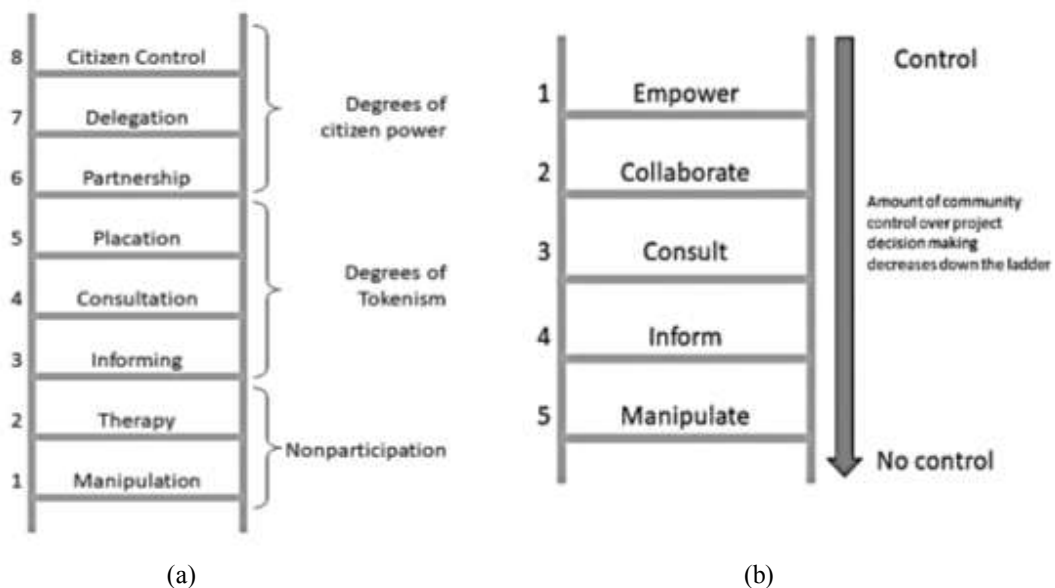 8 Citizen Control
7 Delegation
6 Partnership
Degrees of
citizen power
5 Placation
4 Consultation
3 Informing
Degrees of
Tokenism
2 Therapy
1 Manipulation
Nonparticipation
(a)
1 Empower
2 Collaborate
3 Consult
4 Inform
5 Manipulate
Control
Amount of community
control over project
decision making
decreases down the ladder
No control
(b)